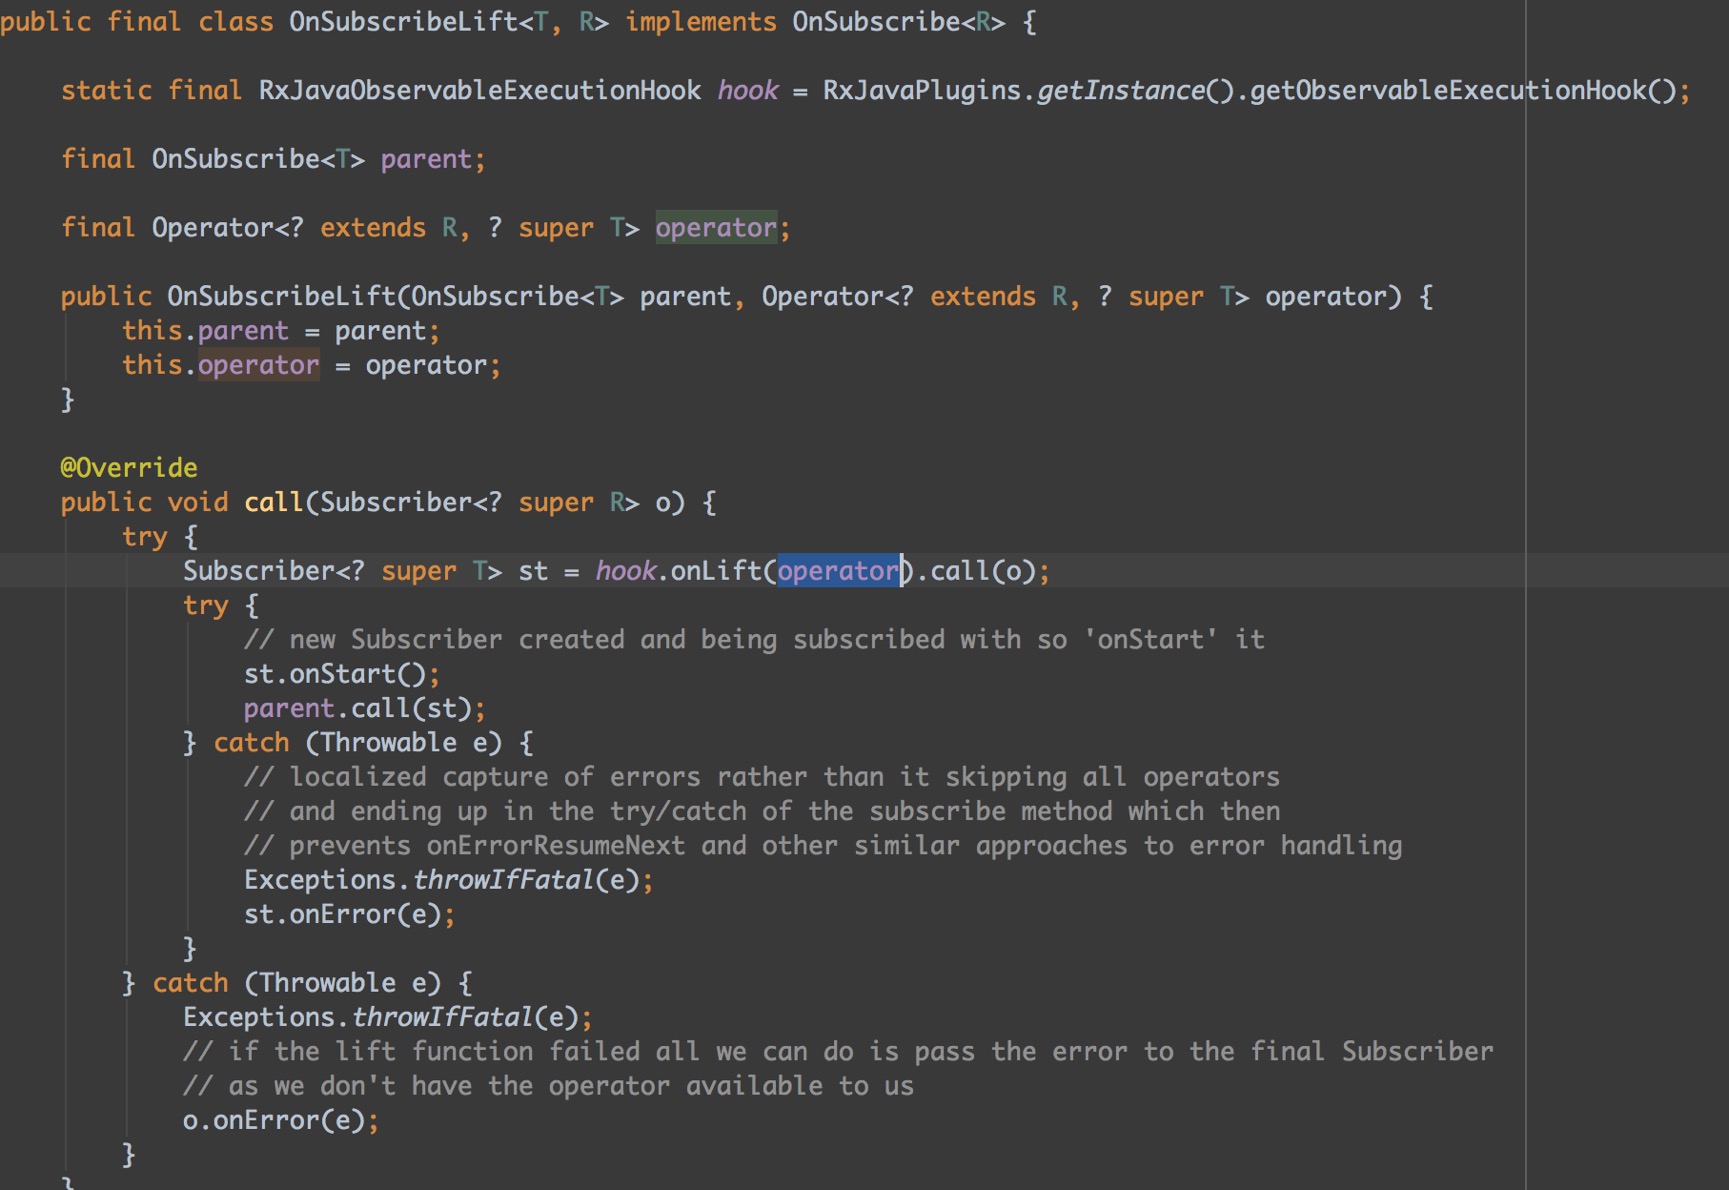 public final class OnSubscribeLift<T, R> implements OnSubscribe<R> {
static final RxJavaObservableExecutionHook hook = RxJavaPlugins.getInstance().getObservableExecutionHook();
final OnSubscribe<T> parent;
final Operator<? extends R, ? super T> operator;
public OnSubscribeLift(OnSubscribe<T> parent, Operator<? extends R, ? super T> operator) {
this.parent = parent;
this.operator = operator;
}
@Override
public void call(Subscriber<? super R> o) {
try {
Subscriber<? super T> st = hook.onLift(operator).call(o);
try {
// new Subscriber created and being subscribed with so 'onStart' it
st.onStart();
parent.call(st);
} catch (Throwable e) {
// localized capture of errors rather than it skipping all operators
// and ending up in the try/catch of the subscribe method which then
// prevents onErrorResumeNext and other similar approaches to error handling
Exceptions.throwIfFatal(e);
st.onError(e);
}
} catch (Throwable e) {
Exceptions.throwIfFatal(e);
// if the lift function failed all we can do is pass the error to the final Subscriber
// as we don't have the operator available to us
o.onError(e);
}
}